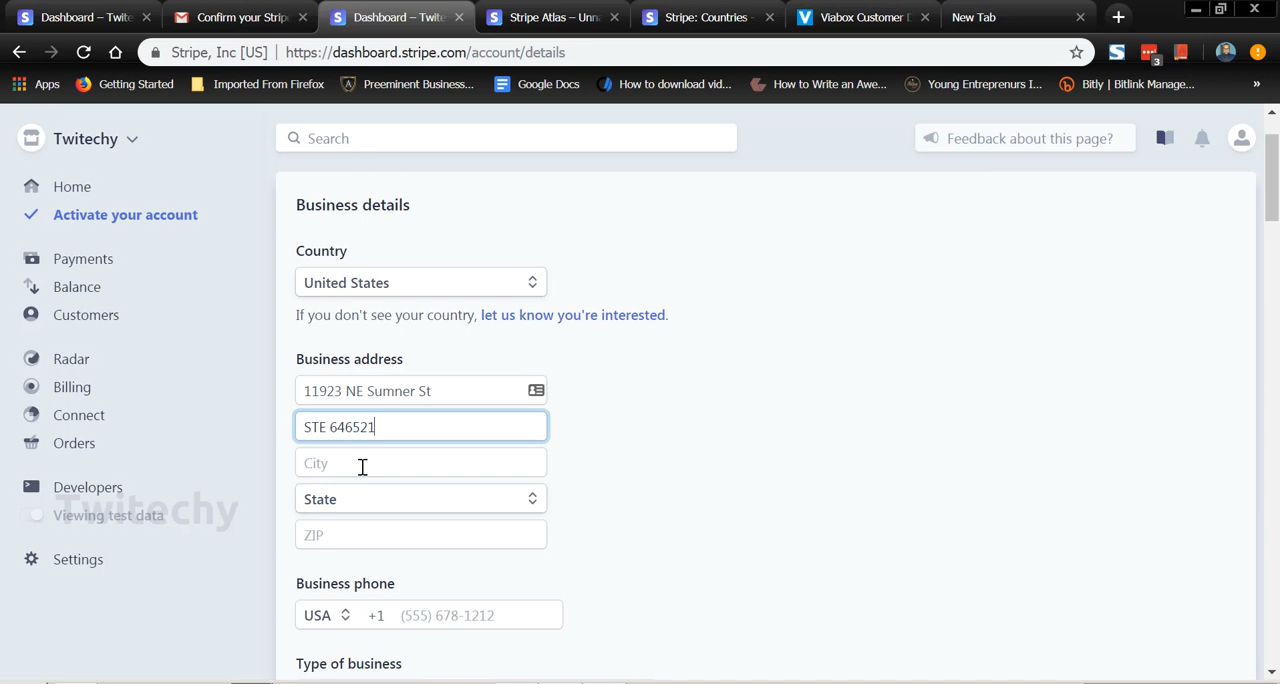 Dashboard – Twite
Confirm your Strip
Dashboard – Twite
Stripe Atlas – Unn
Stripe: Countries -
Viabox Customer D
New Tab
Stripe, Inc [US] | https://dashboard.stripe.com/account/details
3
Apps
Getting Started
Imported From Firefox
Preeminent Business...
Google Docs
How to download vid...
How to Write an Awe...
Young Entreprenurs I...
Bitly | Bitlink Manage...
»
Twitechy
Search
Feedback about this page?
Home
Activate your account
Payments
Balance
Customers
Radar
Billing
Connect
Orders
Developers
Viewing test data
Twitechy
Settings
Business details
Country
United States
If you don't see your country, let us know you're interested.
Business address
11923 NE Sumner St
STE 646521
City
State
ZIP
Business phone
USA +1 (555) 678-1212
Type of business